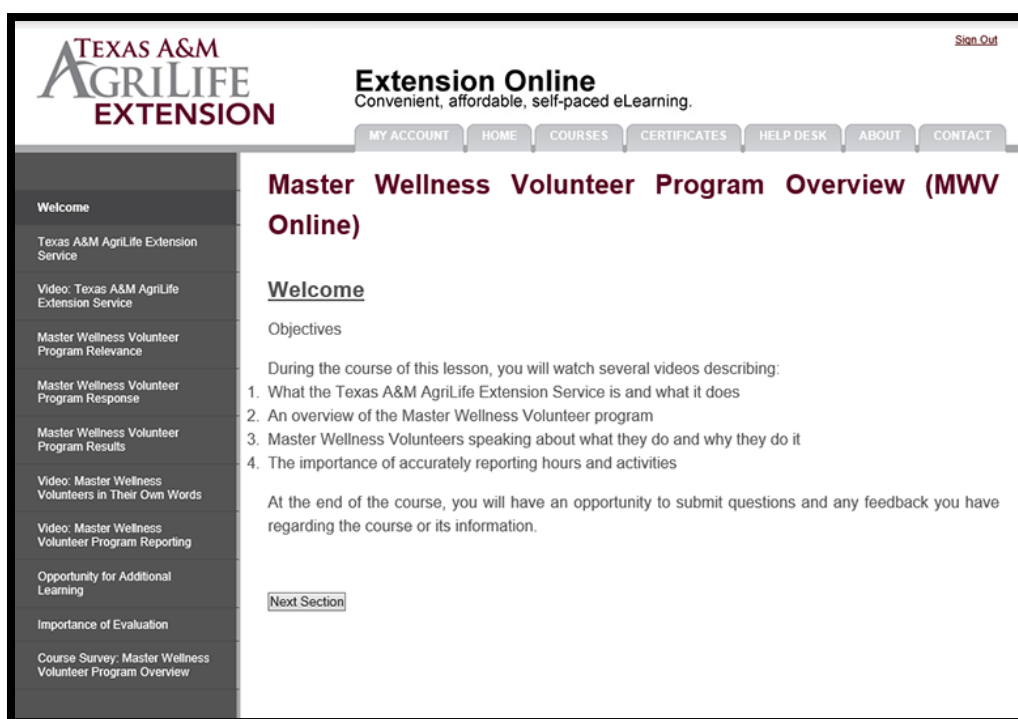 TEXAS A&M
AGRILIFE
EXTENSION
Sign Out
Extension Online
Convenient, affordable, self-paced eLearning.
MY ACCOUNT HOME COURSES CERTIFICATES HELP DESK ABOUT CONTACT
Welcome
Texas A&M AgriLife Extension
Service
Video: Texas A&M AgriLife
Extension Service
Master Wellness Volunteer
Program Relevance
Master Wellness Volunteer
Program Response
Master Wellness Volunteer
Program Results
Video: Master Wellness
Volunteers in Their Own Words
Video: Master Wellness
Volunteer Program Reporting
Opportunity for Additional
Learning
Importance of Evaluation
Course Survey: Master Wellness
Volunteer Program Overview
Master Wellness Volunteer Program Overview (MWV
Online)
Welcome
Objectives
During the course of this lesson, you will watch several videos describing:
1. What the Texas A&M AgriLife Extension Service is and what it does
2. An overview of the Master Wellness Volunteer program
3. Master Wellness Volunteers speaking about what they do and why they do it
4. The importance of accurately reporting hours and activities
At the end of the course, you will have an opportunity to submit questions and any feedback you have
regarding the course or its information.
Next Section